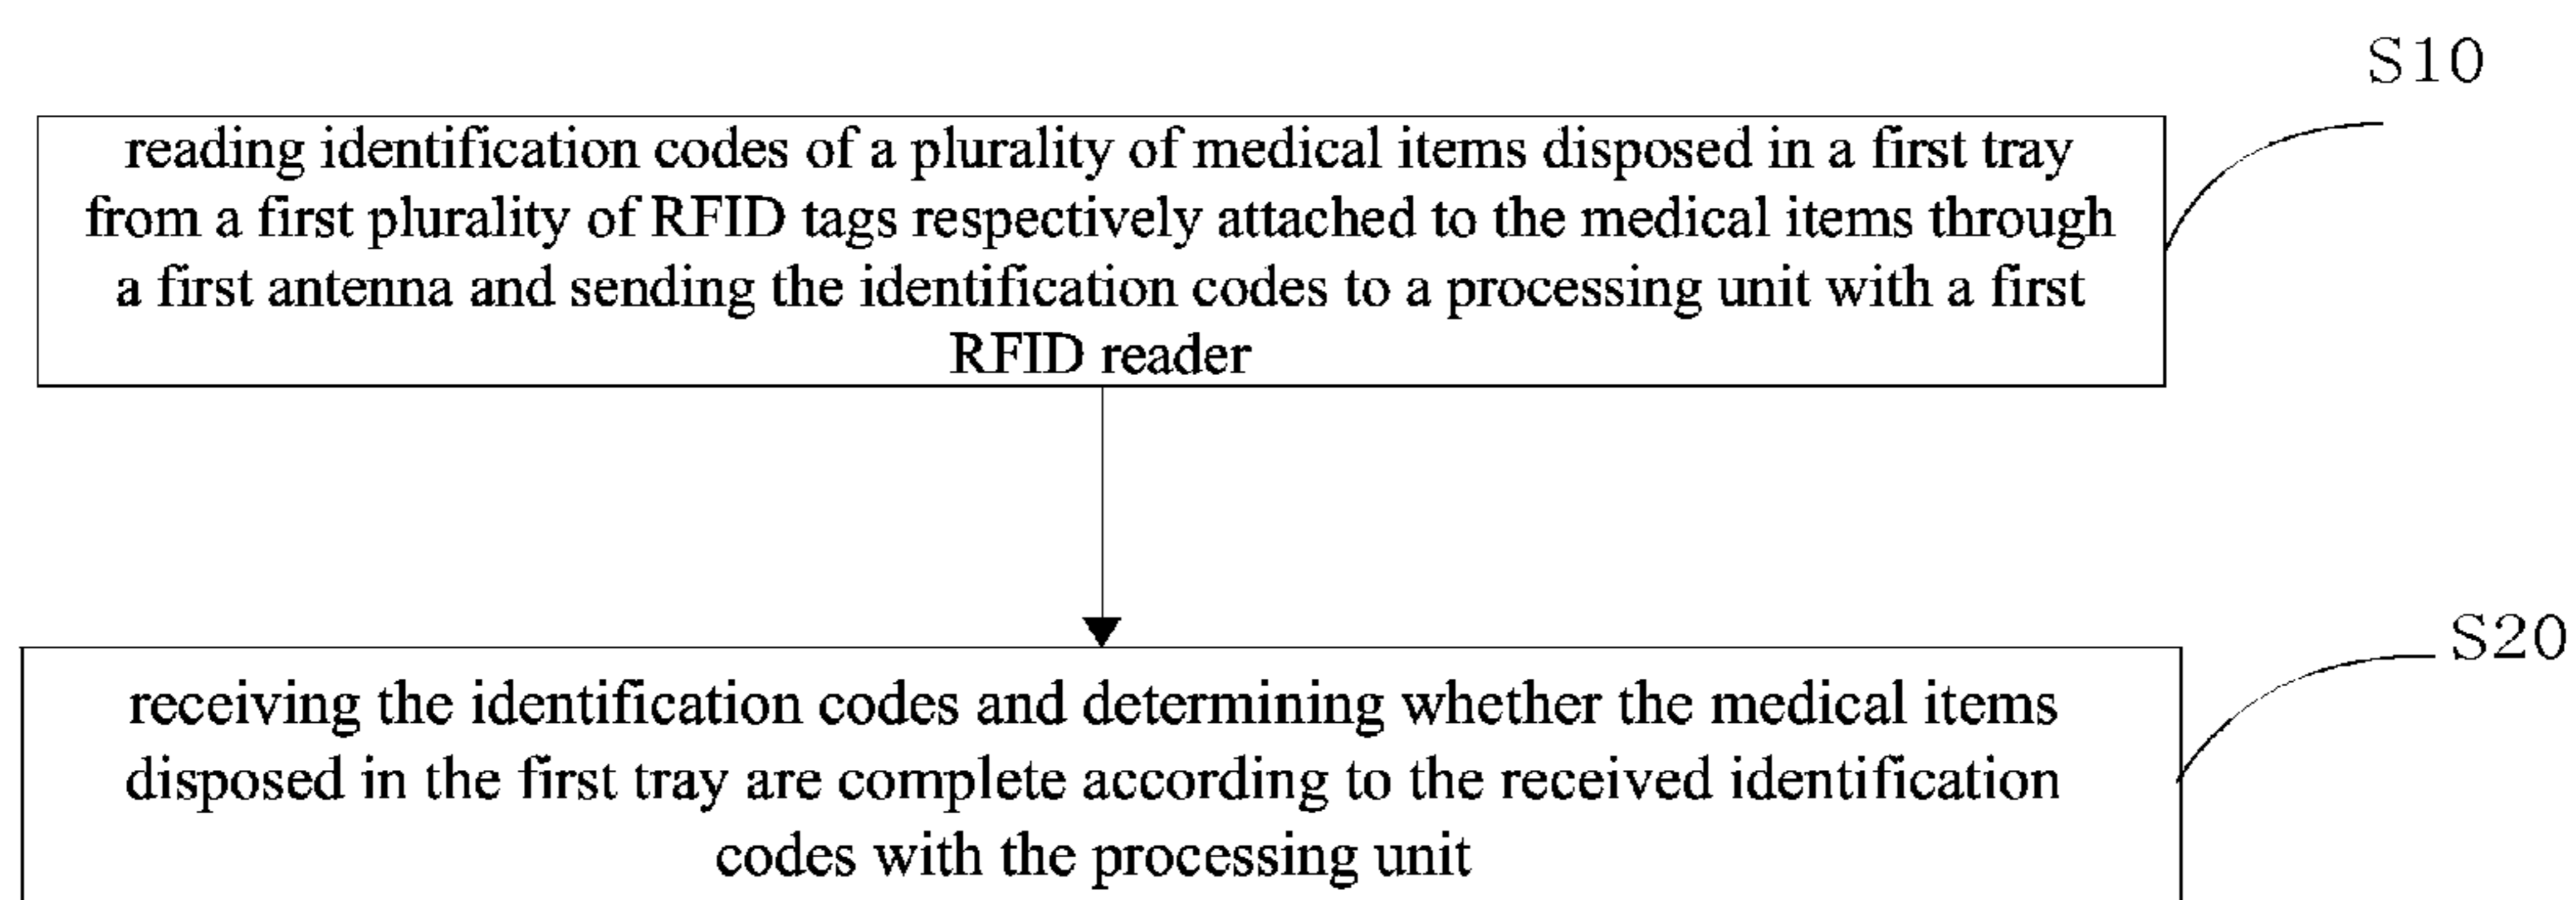 S10
reading identification codes of a plurality of medical items disposed in a first tray
from a first plurality of RFID tags respectively attached to the medical items through
a first antenna and sending the identification codes to a processing unit with a first
RFID reader
S20
receiving the identification codes and determining whether the medical items
disposed in the first tray are complete according to the received identification
codes with the processing unit